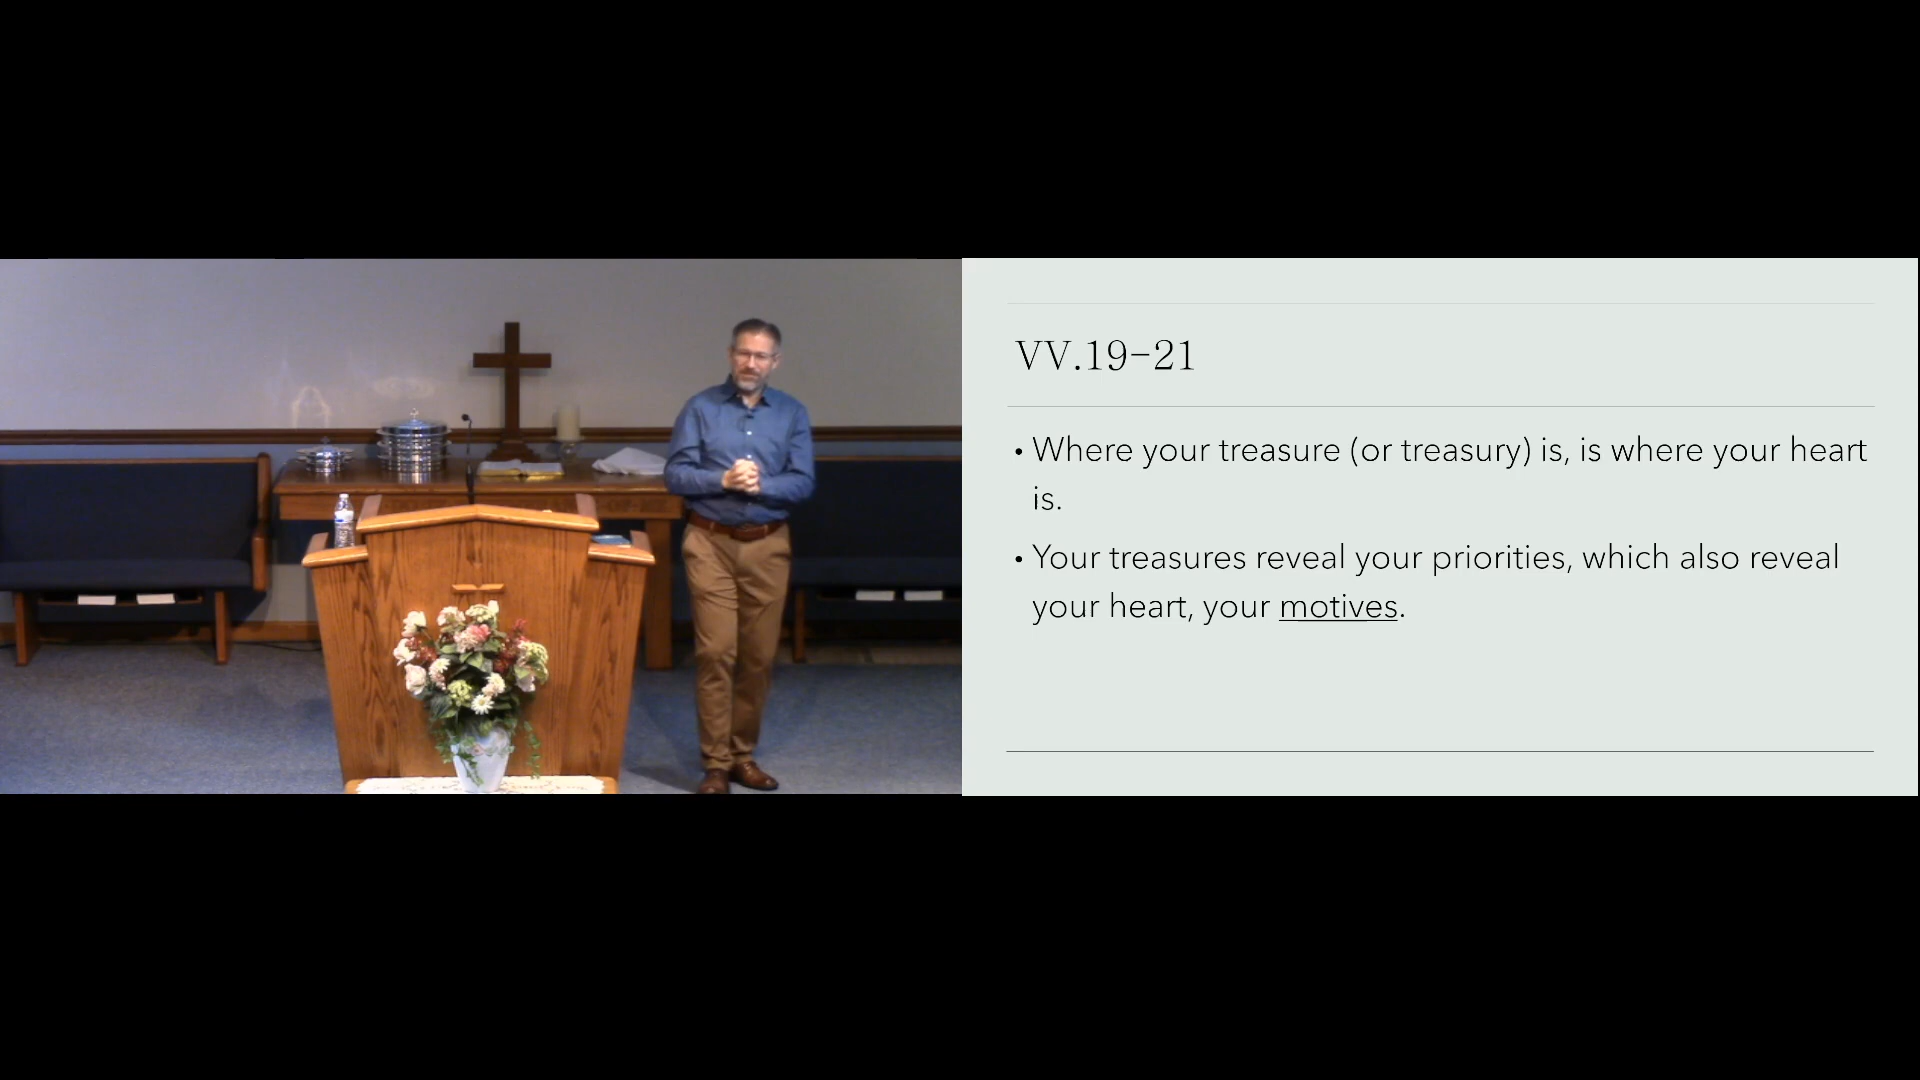 VV.19-21
• Where your treasure (or treasury) is, is where your heart
is.
• Your treasures reveal your priorities, which also reveal
your heart, your motives.